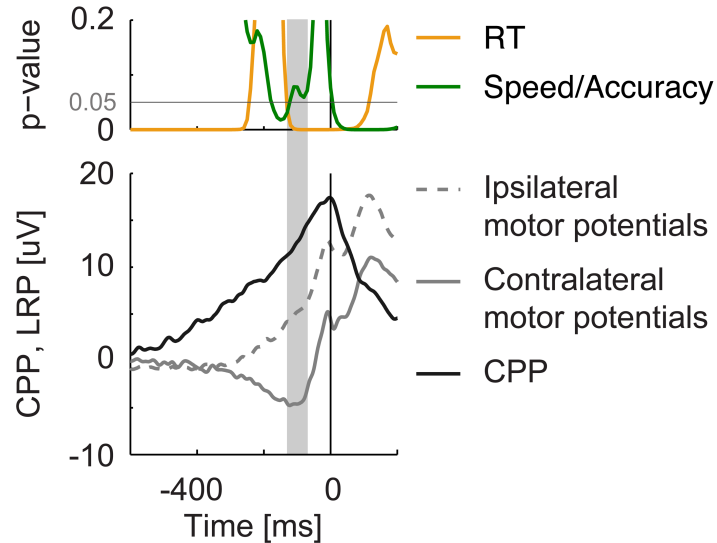 0.2
p−value
0.05
0
RT
Speed/Accuracy
20
10
0
-10
CPP, LRP [uV]
Ipsilateral
motor potentials
Contralateral
motor potentials
CPP
-400
0
Time [ms]